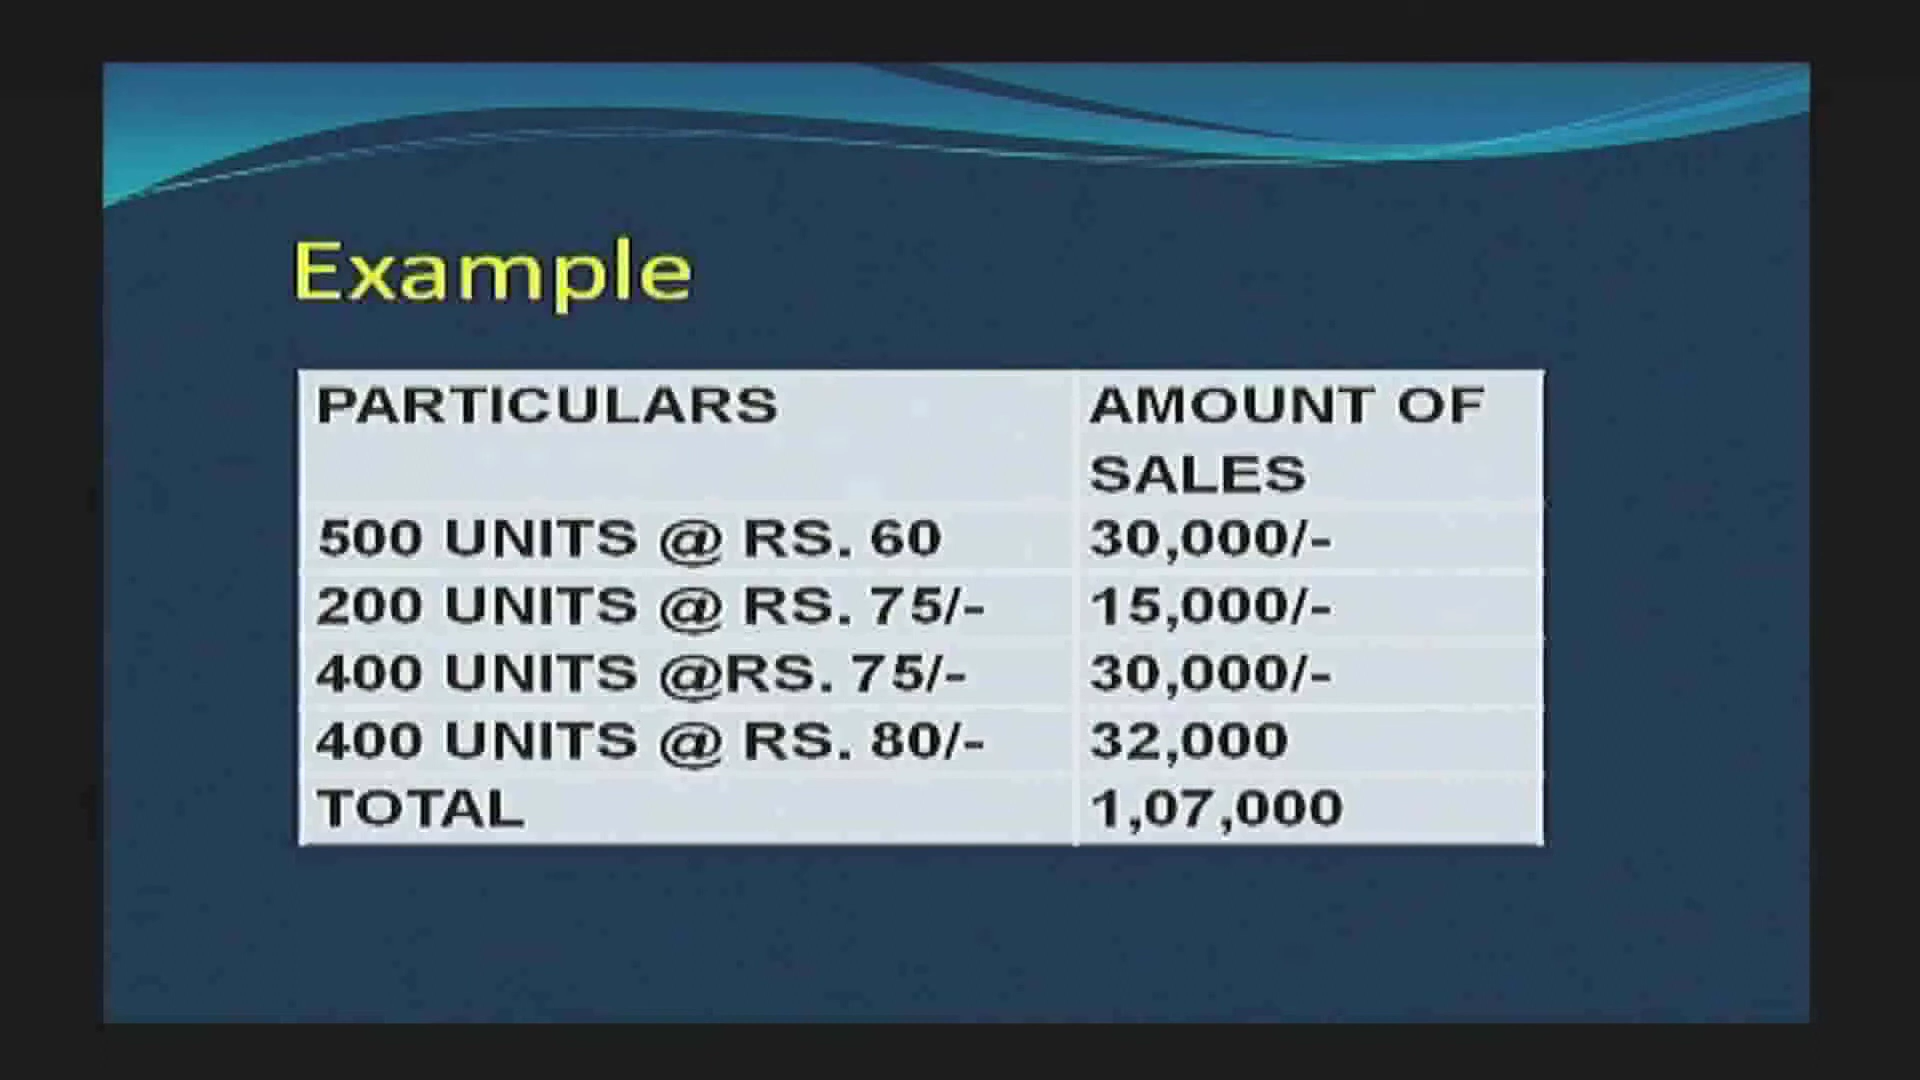 Example
PARTICULARS
AMOUNT OF
SALES
500 UNITS @ RS. 60
30,000/-
200 UNITS @ RS. 75/-
15,000/-
400 UNITS @RS. 75/-
30,000/-
400 UNITS @ RS. 80/-
32,000
TOTAL
1,07,000